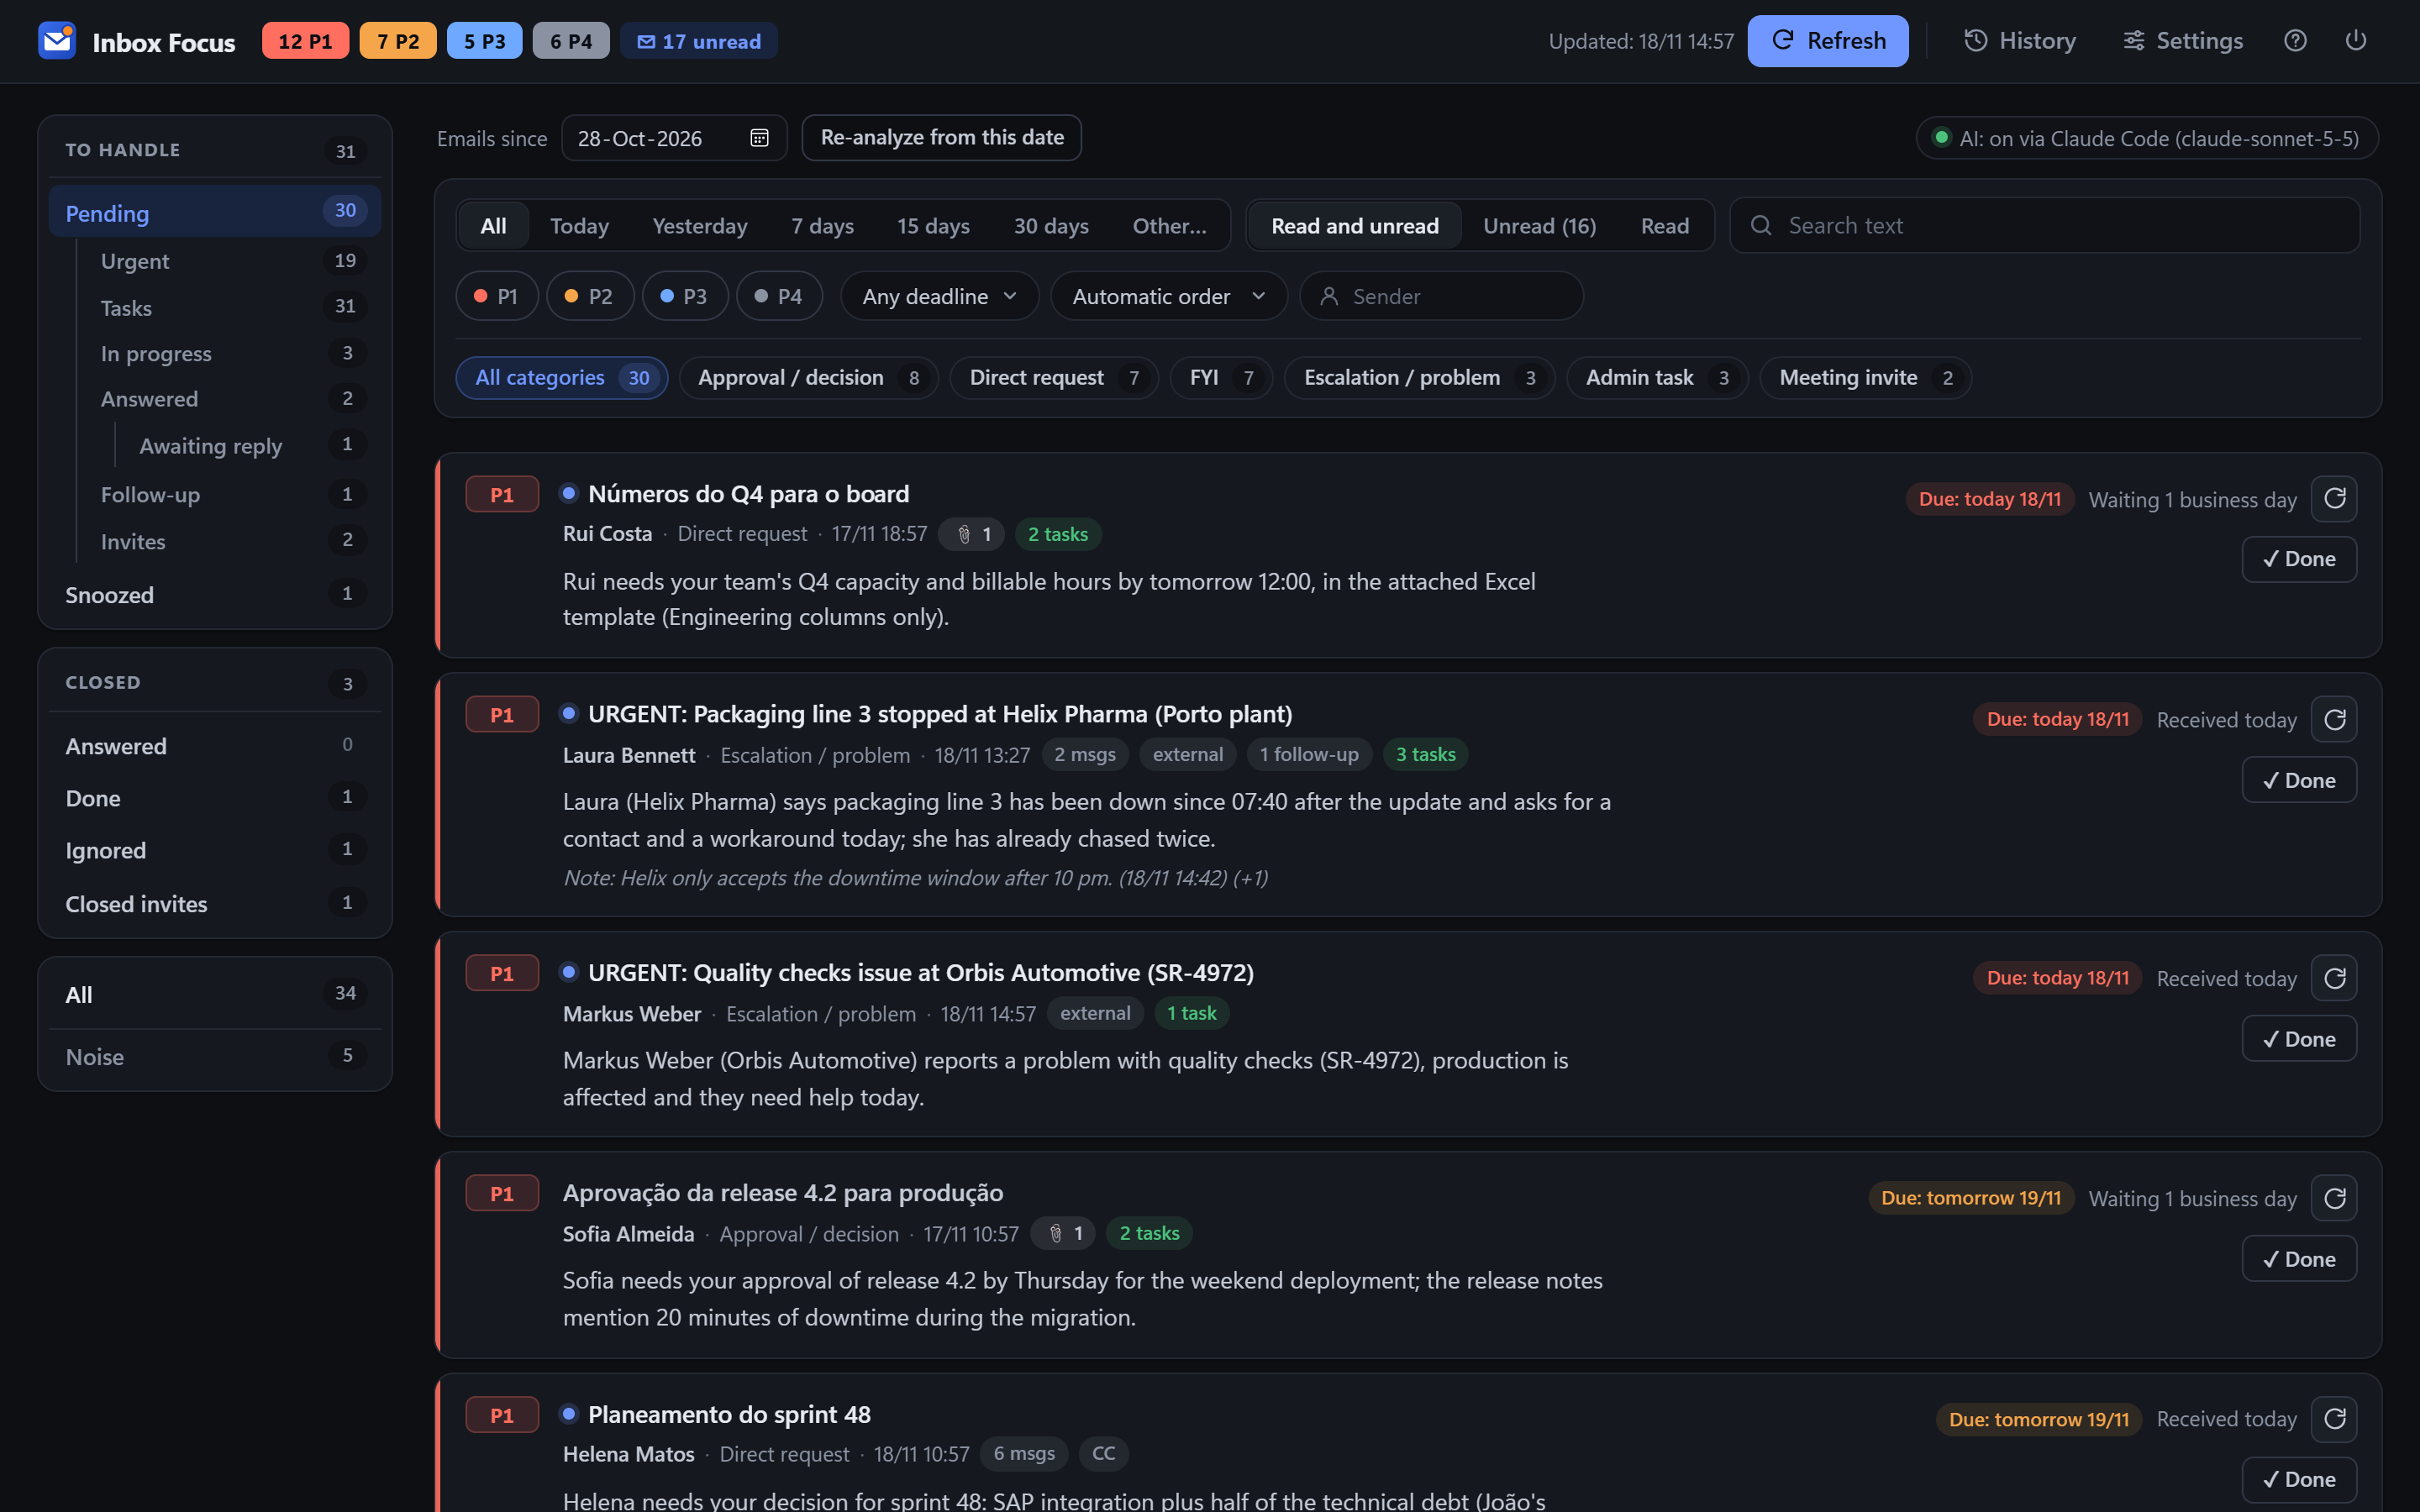 Inbox Focus
12 P1
7 P2
5 P3
6 P4
17 unread
Updated: 18/11 14:57
Refresh
History
Settings
TO HANDLE 31
Pending 30
Urgent 19
Tasks 31
In progress 3
Answered 2
Awaiting reply 1
Follow-up 1
Invites 2
Snoozed 1
CLOSED 3
Answered 0
Done 1
Ignored 1
Closed invites 1
All 34
Noise 5
Emails since 28-Oct-2026 Re-analyze from this date
AI: on via Claude Code (claude-sonnet-5-5)
All Today Yesterday 7 days 15 days 30 days Other...
Read and unread Unread (16) Read
Search text
P1 P2 P3 P4 Any deadline Automatic order Sender
All categories 30 Approval / decision 8 Direct request 7 FYI 7 Escalation / problem 3 Admin task 3 Meeting invite 2
P1 Números do Q4 para o board
Due: today 18/11 Waiting 1 business day
Rui Costa · Direct request · 17/11 18:57 1 2 tasks
✓ Done
Rui needs your team's Q4 capacity and billable hours by tomorrow 12:00, in the attached Excel
template (Engineering columns only).
P1 URGENT: Packaging line 3 stopped at Helix Pharma (Porto plant)
Due: today 18/11 Received today
Laura Bennett · Escalation / problem · 18/11 13:27 2 msgs external 1 follow-up 3 tasks
✓ Done
Laura (Helix Pharma) says packaging line 3 has been down since 07:40 after the update and asks for a
contact and a workaround today; she has already chased twice.
Note: Helix only accepts the downtime window after 10 pm. (18/11 14:42) (+1)
P1 URGENT: Quality checks issue at Orbis Automotive (SR-4972)
Due: today 18/11 Received today
Markus Weber · Escalation / problem · 18/11 14:57 external 1 task
✓ Done
Markus Weber (Orbis Automotive) reports a problem with quality checks (SR-4972), production is
affected and they need help today.
P1 Aprovação da release 4.2 para produção
Due: tomorrow 19/11 Waiting 1 business day
Sofia Almeida · Approval / decision · 17/11 10:57 1 2 tasks
✓ Done
Sofia needs your approval of release 4.2 by Thursday for the weekend deployment; the release notes
mention 20 minutes of downtime during the migration.
P1 Planeamento do sprint 48
Due: tomorrow 19/11 Received today
Helena Matos · Direct request · 18/11 10:57 6 msgs CC
✓ Done
Helena needs your decision for sprint 48: SAP integration plus half of the technical debt (João's